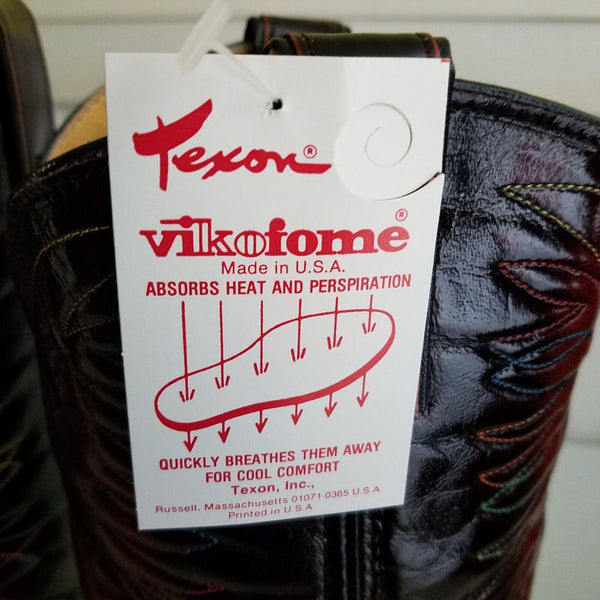 Texon®
vikofome®
Made in U.S.A.
ABSORBS HEAT AND PERSPIRATION
QUICKLY BREATHES THEM AWAY
FOR COOL COMFORT
Texon, Inc.,
Russell, Massachusetts 01071-0365 U.S.A.
Printed in U.S.A